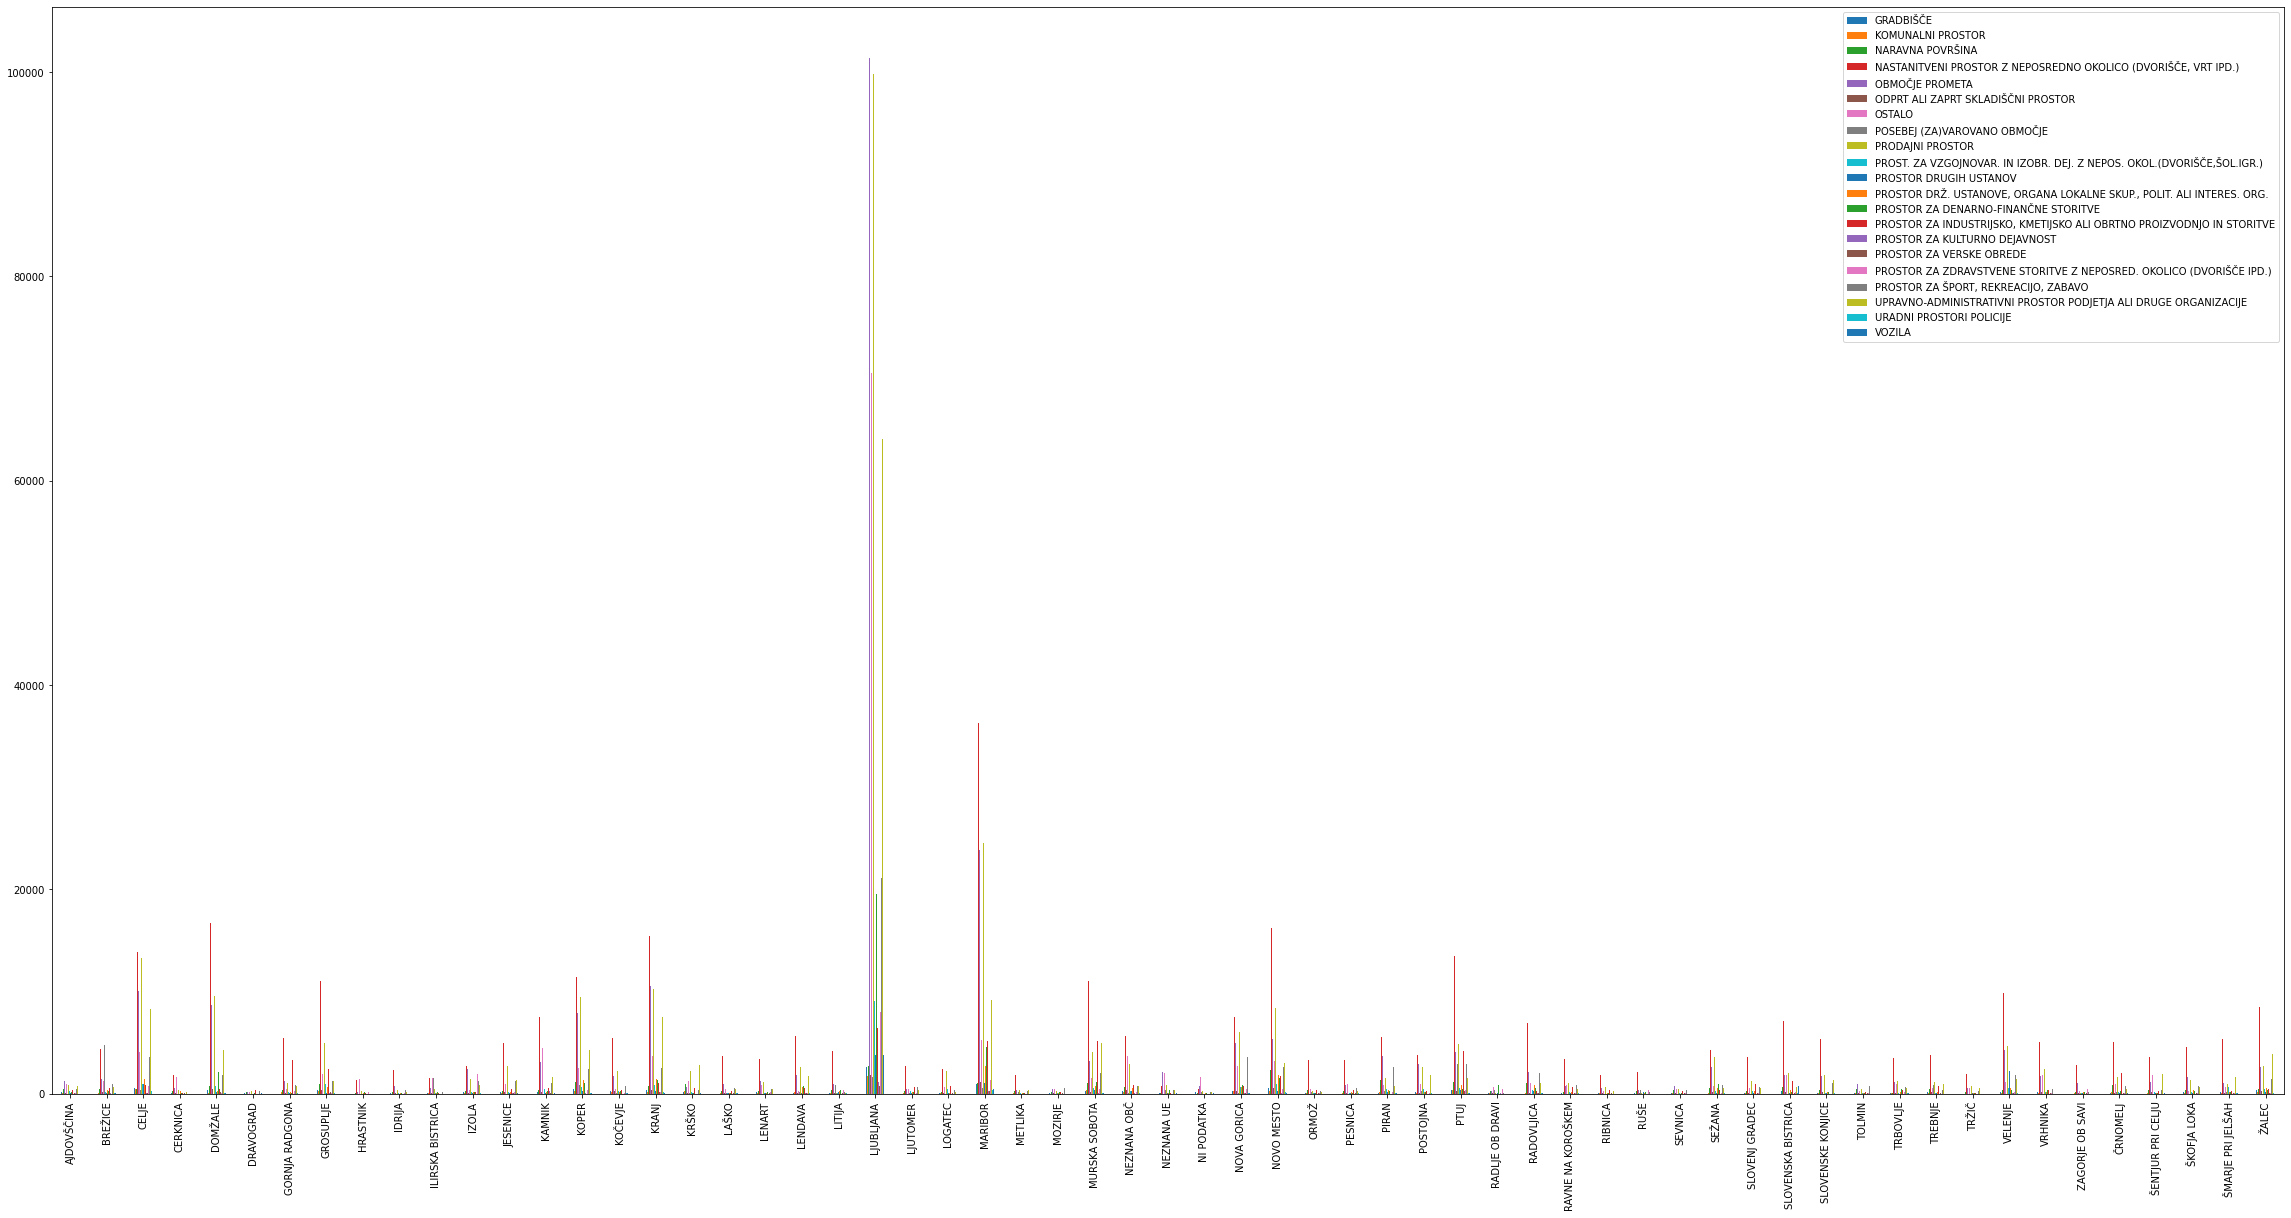 GRADBIŠČE
KOMUNALNI PROSTOR
NARAVNA POVRŠINA
NASTANITVENI PROSTOR Z NEPOSREDNO OKOLICO (DVORIŠČE, VRT IPD.)
OBMOČJE PROMETA
ODPRT ALI ZAPRT SKLADIŠČNI PROSTOR
OSTALO
POSEBEJ (ZA)VAROVANO OBMOČJE
PRODAJNI PROSTOR
PROST. ZA VZGOJNOVAR. IN IZOBR. DEJ. Z NEPOS. OKOL.(DVORIŠČE,ŠOL.IGR.)
PROSTOR DRUGIH USTANOV
PROSTOR DRŽ. USTANOVE, ORGANA LOKALNE SKUP., POLIT. ALI INTERES. ORG.
PROSTOR ZA DENARNO-FINANČNE STORITVE
PROSTOR ZA INDUSTRIJSKO, KMETIJSKO ALI OBRTNO PROIZVODNJO IN STORITVE
PROSTOR ZA KULTURNO DEJAVNOST
PROSTOR ZA VERSKE OBREDE
PROSTOR ZA ZDRAVSTVENE STORITVE Z NEPOSRED. OKOLICO (DVORIŠČE IPD.)
PROSTOR ZA ŠPORT, REKREACIJO, ZABAVO
UPRAVNO-ADMINISTRATIVNI PROSTOR PODJETJA ALI DRUGE ORGANIZACIJE
URADNI PROSTORI POLICIJE
VOZILA
100000
80000
60000
40000
20000
0
AJDOVŠČINA
BREŽICE
CELJE
CERKNICA
DOMŽALE
DRAVOGRAD
GORNJA RADGONA
GROSUPLJE
HRASTNIK
IDRIJA
ILIRSKA BISTRICA
IZOLA
JESENICE
KAMNIK
KOPER
KOČEVJE
KRANJ
KRŠKO
LAŠKO
LENART
LENDAVA
LITIJA
LJUBLJANA
LJUTOMER
LOGATEC
MARIBOR
METLIKA
MOZIRJE
MURSKA SOBOTA
NEZNANA OBČ
NEZNANA UE
NI PODATKA
NOVA GORICA
NOVO MESTO
ORMOŽ
PESNICA
PIRAN
POSTOJNA
PTUJ
RADLJE OB DRAVI
RADOVLJICA
RAVNE NA KOROŠKEM
RIBNICA
RUŠE
SEVNICA
SEŽANA
SLOVENJ GRADEC
SLOVENSKA BISTRICA
SLOVENSKE KONJICE
TOLMIN
TRBOVLJE
TREBNJE
TRŽIČ
VELENJE
VRHNIKA
ZAGORJE OB SAVI
ČRNOMELJ
ŠENTJUR PRI CELJU
ŠKOFJA LOKA
ŠMARJE PRI JELŠAH
ŽALEC